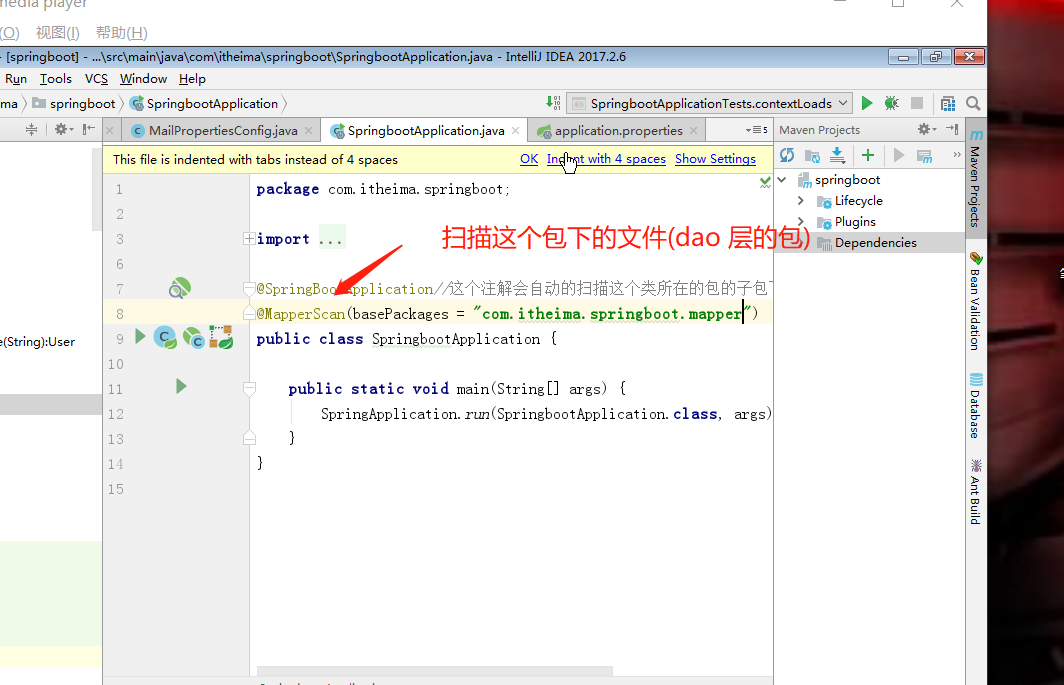 media player
(O) 视图(I) 帮助(H)
- [springboot] - ...\src\main\java\com\itheima\springboot\SpringbootApplication.java - IntelliJ IDEA 2017.2.6
Run Tools VCS Window Help
ma springboot SpringbootApplication SpringbootApplicationTests.contextLoads
MailPropertiesConfig.java SpringbootApplication.java application.properties 5 Maven Projects
This file is indented with tabs instead of 4 spaces OK Indent with 4 spaces Show Settings
1 package com.itheima.springboot;
2
3 import ...
6
7 @SpringBootApplication//这个注解会自动的扫描这个类所在的包的子包
8 @MapperScan(basePackages = "com.itheima.springboot.mapper")
9 public class SpringbootApplication {
10
11 public static void main(String[] args) {
12 SpringApplication.run(SpringbootApplication.class, args)
13 }
14 }
15
扫描这个包下的文件(dao 层的包)
e(String):User
springboot
Lifecycle
Plugins
Dependencies
Maven Projects
Bean Validation
Database
Ant Build